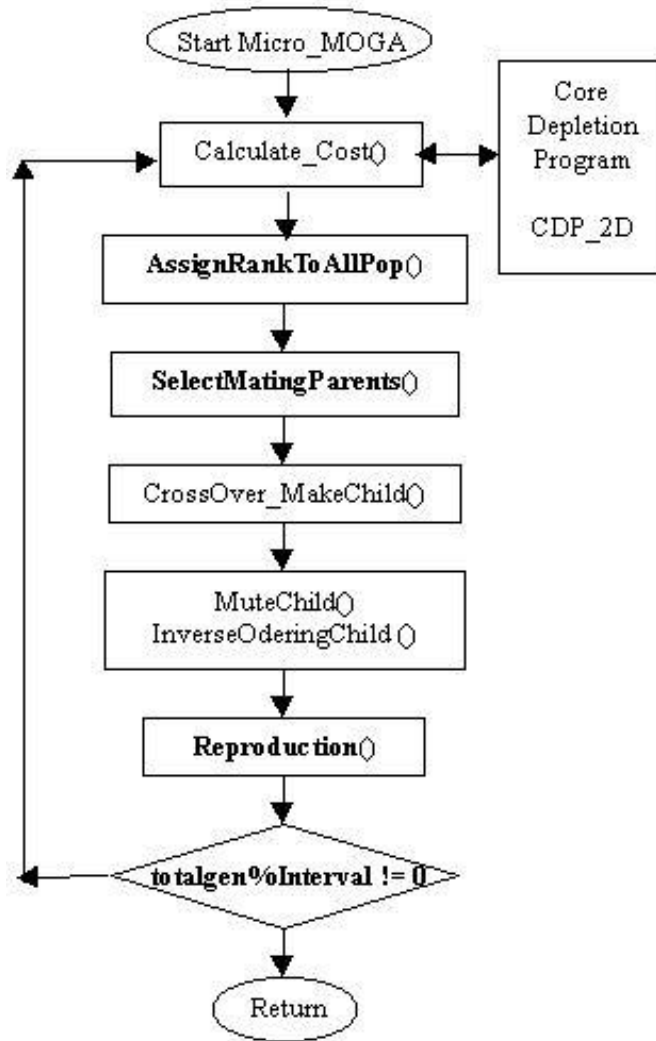 Start Micro_MOGA
Calculate_Cost()
Core
Depletion
Program
CDP_2D
AssignRankToAllPop()
SelectMatingParents()
CrossOver_MakeChild()
MuteChild()
InverseOderingChild ()
Reproduction()
totalgen%Interval != 0
Return